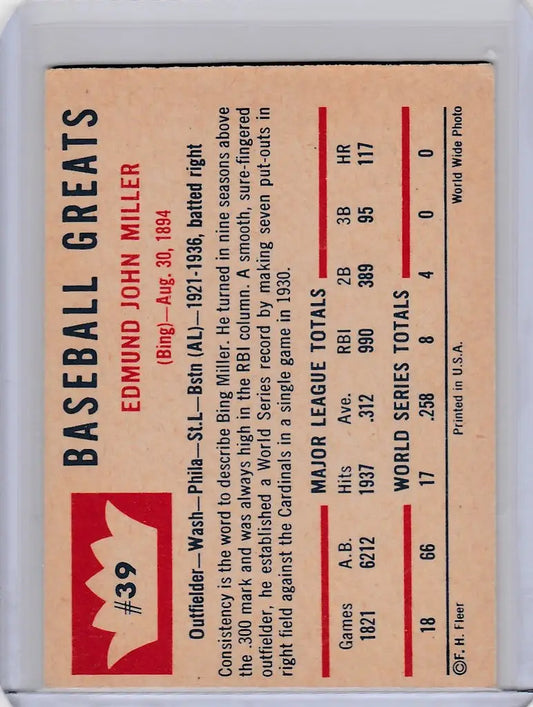 #39
BASEBALL GREATS
EDMUND JOHN MILLER
(Bing)—Aug. 30, 1894
Outfielder—Wash—Phila—St.L—Bstn (AL)—1921-1936, batted right
Consistency is the word to describe Bing Miller. He turned in nine seasons above
the .300 mark and was always high in the RBI column. A smooth, sure-fingered
outfielder, he established a World Series record by making seven put-outs in
right field against the Cardinals in a single game in 1930.
MAJOR LEAGUE TOTALS
Games A.B. Hits Ave. RBI 2B 3B HR
1821 6212 1937 .312 990 389 95 117
WORLD SERIES TOTALS
18 66 17 .258 8 4 0 0
©F. H. Fleer Printed in U.S.A. World Wide Photo